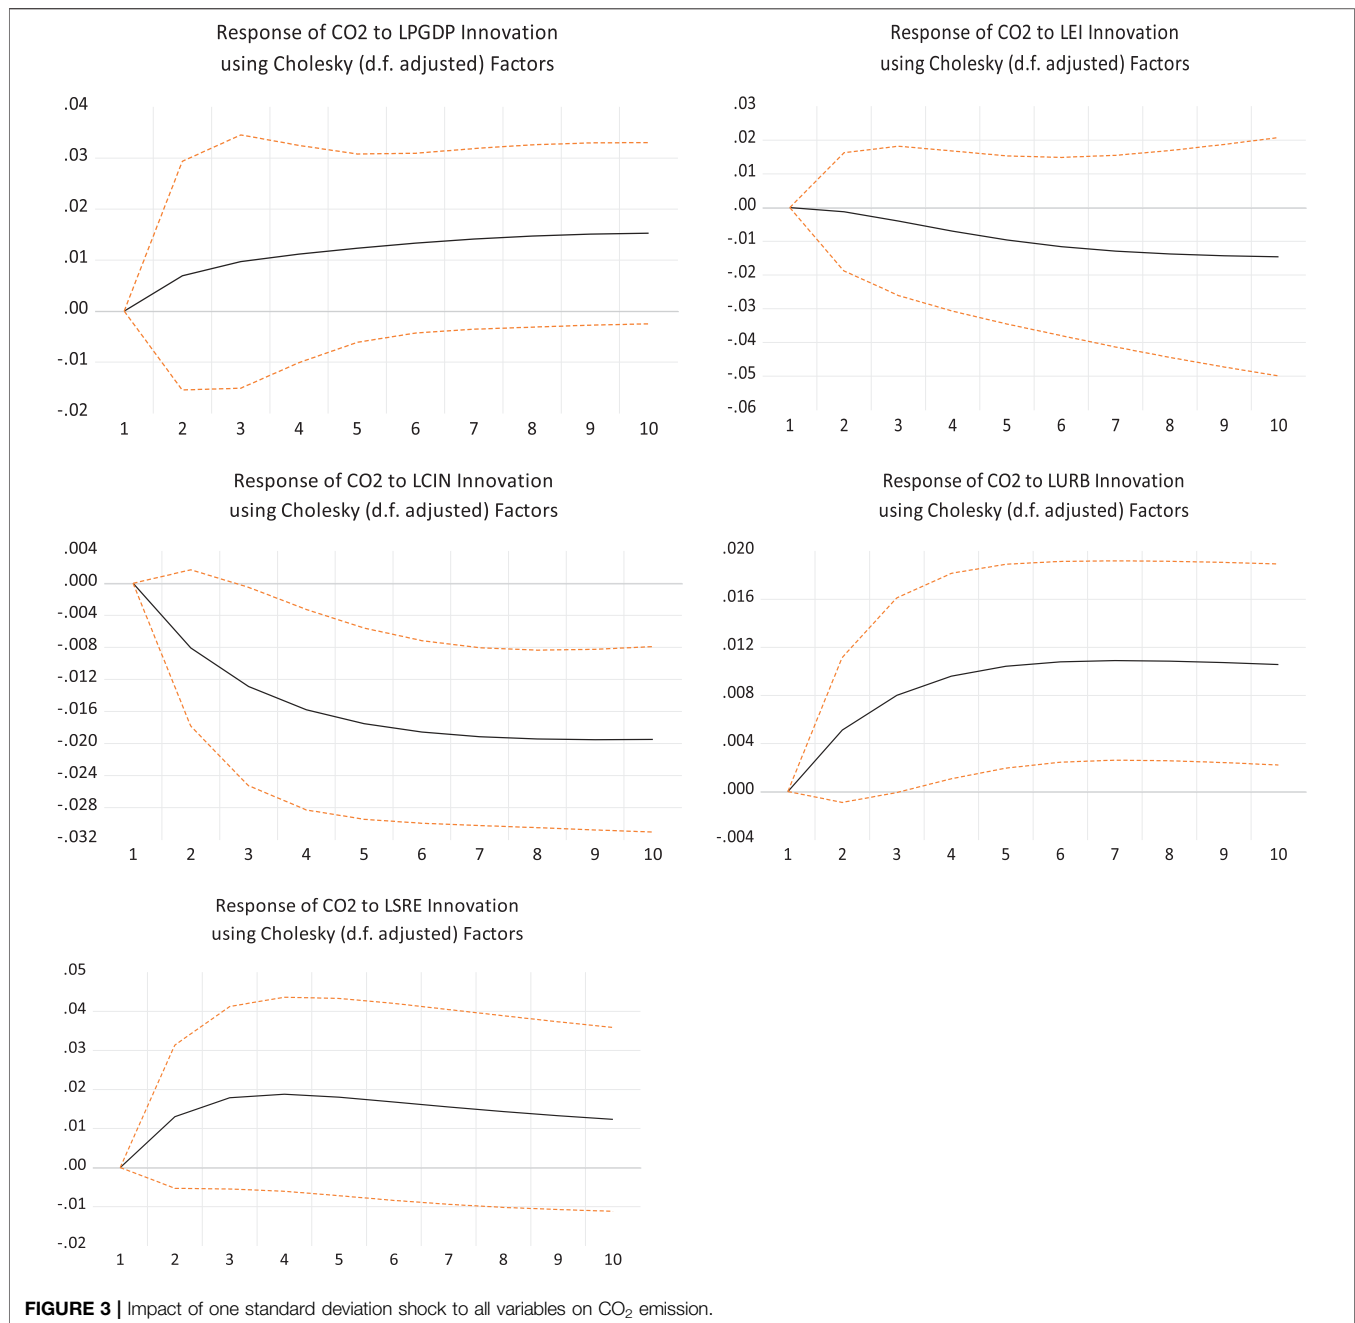 Response of CO2 to LPGDP Innovation
using Cholesky (d.f. adjusted) Factors
.04
.03
.02
.01
.00
-.01
-.02
1 2 3 4 5 6 7 8 9 10
Response of CO2 to LEI Innovation
using Cholesky (d.f. adjusted) Factors
.03
.02
.01
.00
-.01
-.02
-.03
-.04
-.05
-.06
1 2 3 4 5 6 7 8 9 10
Response of CO2 to LCIN Innovation
using Cholesky (d.f. adjusted) Factors
.004
.000
-.004
-.008
-.012
-.016
-.020
-.024
-.028
-.032
1 2 3 4 5 6 7 8 9 10
Response of CO2 to LURB Innovation
using Cholesky (d.f. adjusted) Factors
.020
.016
.012
.008
.004
.000
-.004
1 2 3 4 5 6 7 8 9 10
Response of CO2 to LSRE Innovation
using Cholesky (d.f. adjusted) Factors
.05
.04
.03
.02
.01
.00
-.01
-.02
1 2 3 4 5 6 7 8 9 10
FIGURE 3 | Impact of one standard deviation shock to all variables on CO₂ emission.